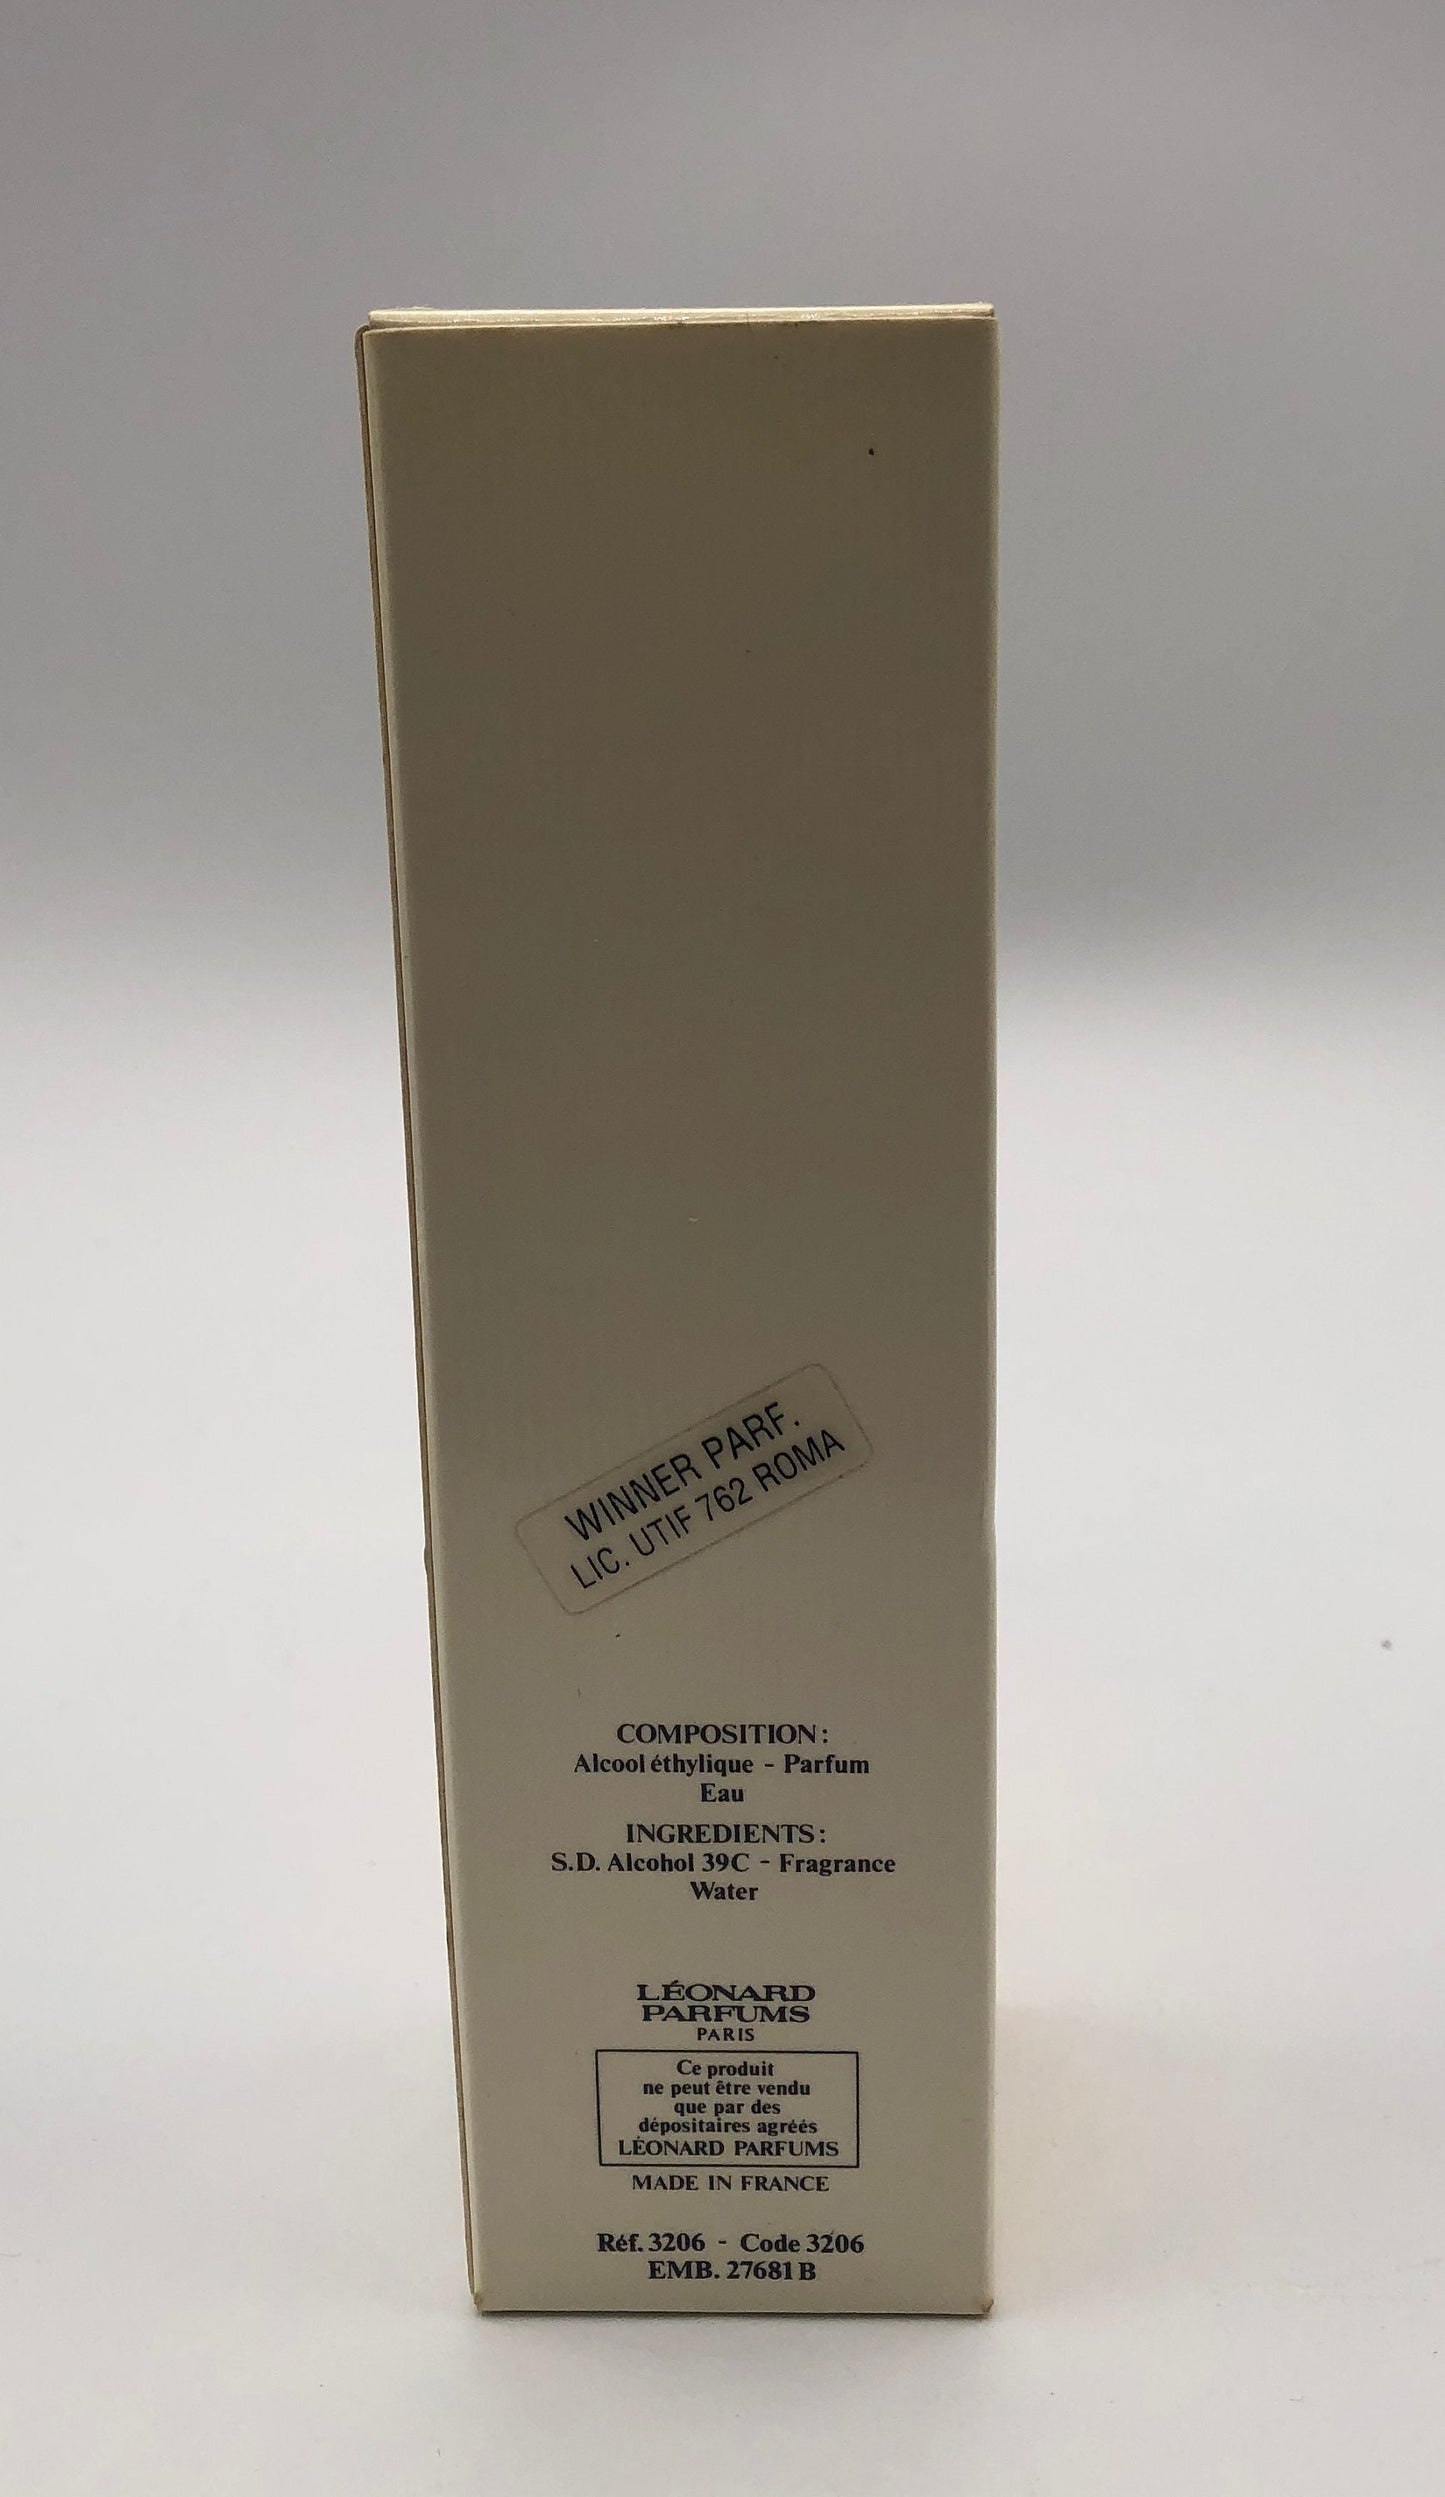 WINNER PARF.
LIC. UTIF 762 ROMA
COMPOSITION:
Alcool éthylique - Parfum
Eau
INGREDIENTS:
S.D. Alcohol 39C - Fragrance
Water
LÉONARD
PARFUMS
PARIS
Ce produit
ne peut être vendu
que par des
dépositaires agréés
LÉONARD PARFUMS
MADE IN FRANCE
Réf. 3206 - Code 3206
EMB. 27681 B